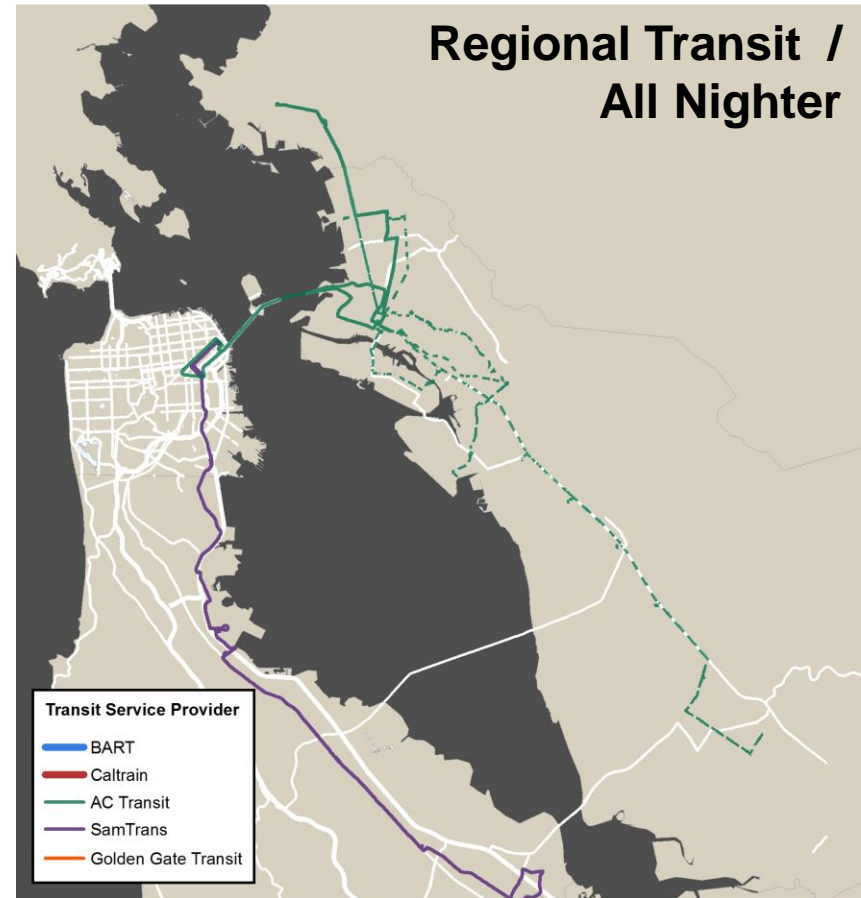 Regional Transit /
All Nighter
Transit Service Provider
BART
Caltrain
AC Transit
SamTrans
Golden Gate Transit